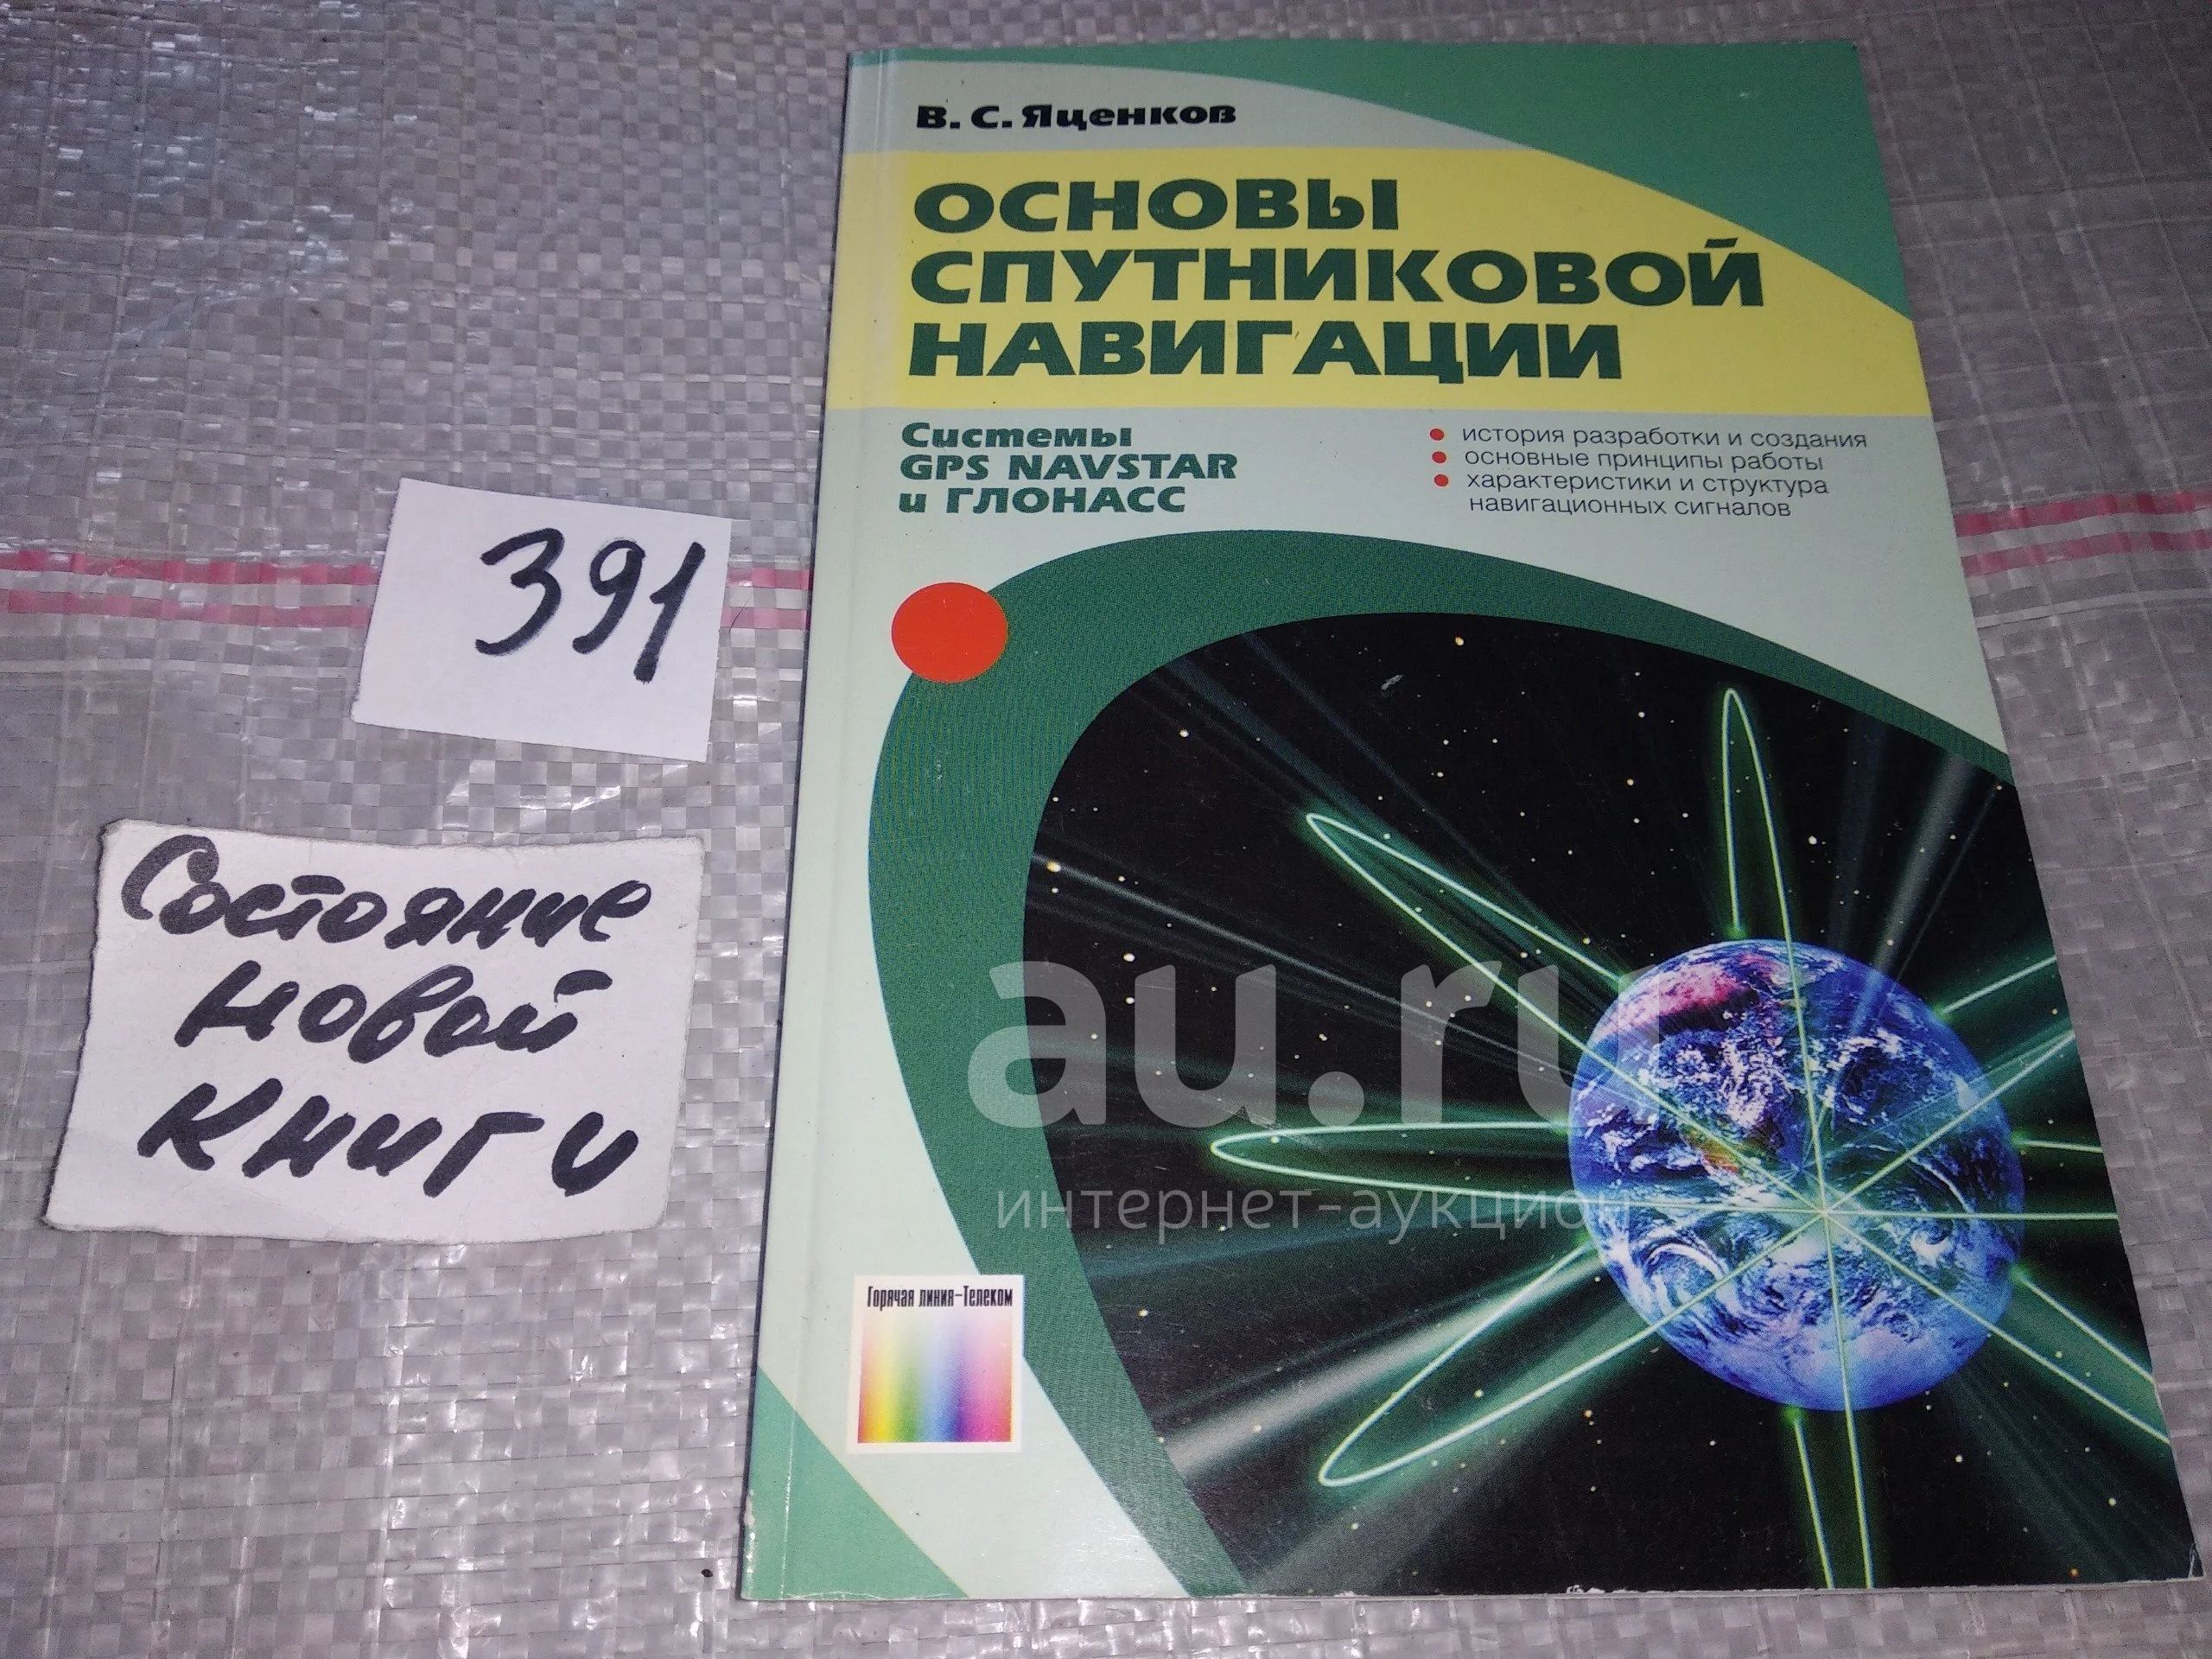 В. С. Яценков
ОСНОВЫ
СПУТНИКОВОЙ
НАВИГАЦИИ
Системы
GPS NAVSTAR
и ГЛОНАСС
история разработки и создания
основные принципы работы
характеристики и структура
навигационных сигналов
391
Состояние
новой
книги
au.ru
интернет-аукцион
Горячая линия-Телеком